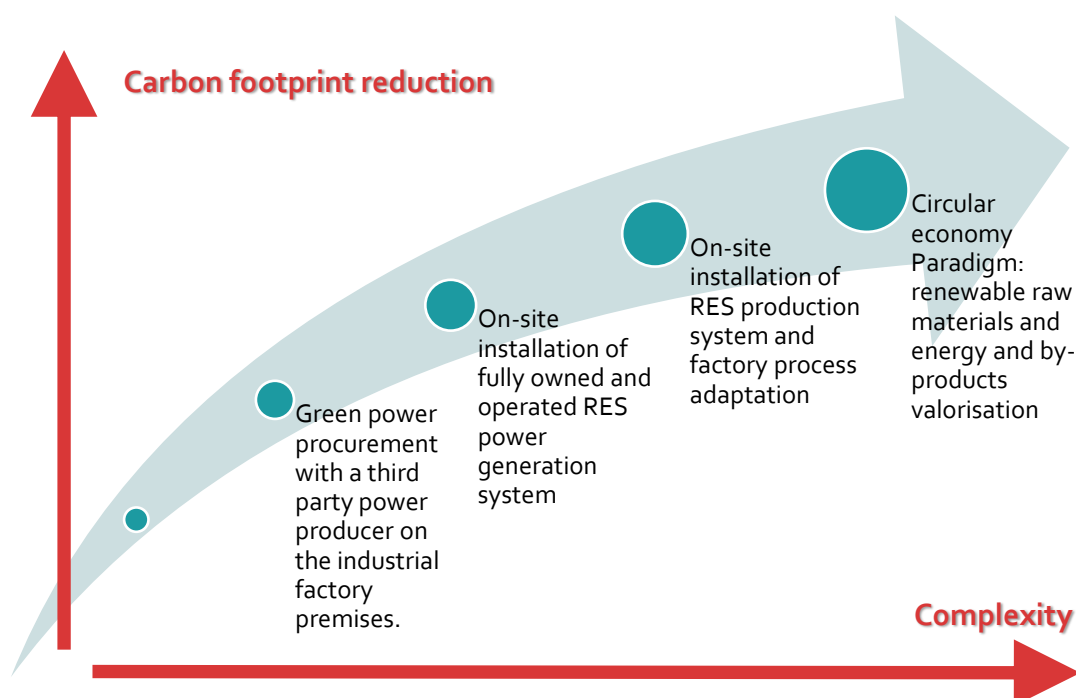 Carbon footprint reduction
Circular
economy
Paradigm:
renewable raw
materials and
energy and by-
products
valorisation
On-site
installation of
RES production
system and
factory process
adaptation
On-site
installation of
fully owned and
operated RES
power
generation
system
Green power
procurement
with a third
party power
producer on
the industrial
factory
premises.
Complexity